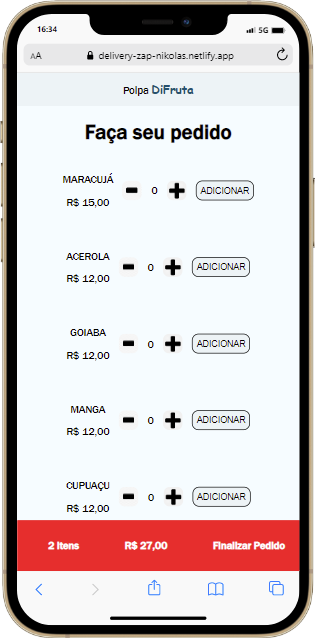 16:34
5G
AA delivery-zap-nikolas.netlify.app
Polpa DiFruta
Faça seu pedido
MARACUJÁ
R$ 15,00
0 ADICIONAR
ACEROLA
R$ 12,00
0 ADICIONAR
GOIABA
R$ 12,00
0 ADICIONAR
MANGA
R$ 12,00
0 ADICIONAR
CUPUAÇU
R$ 12,00
0 ADICIONAR
2 itens R$ 27,00 Finalizar Pedido